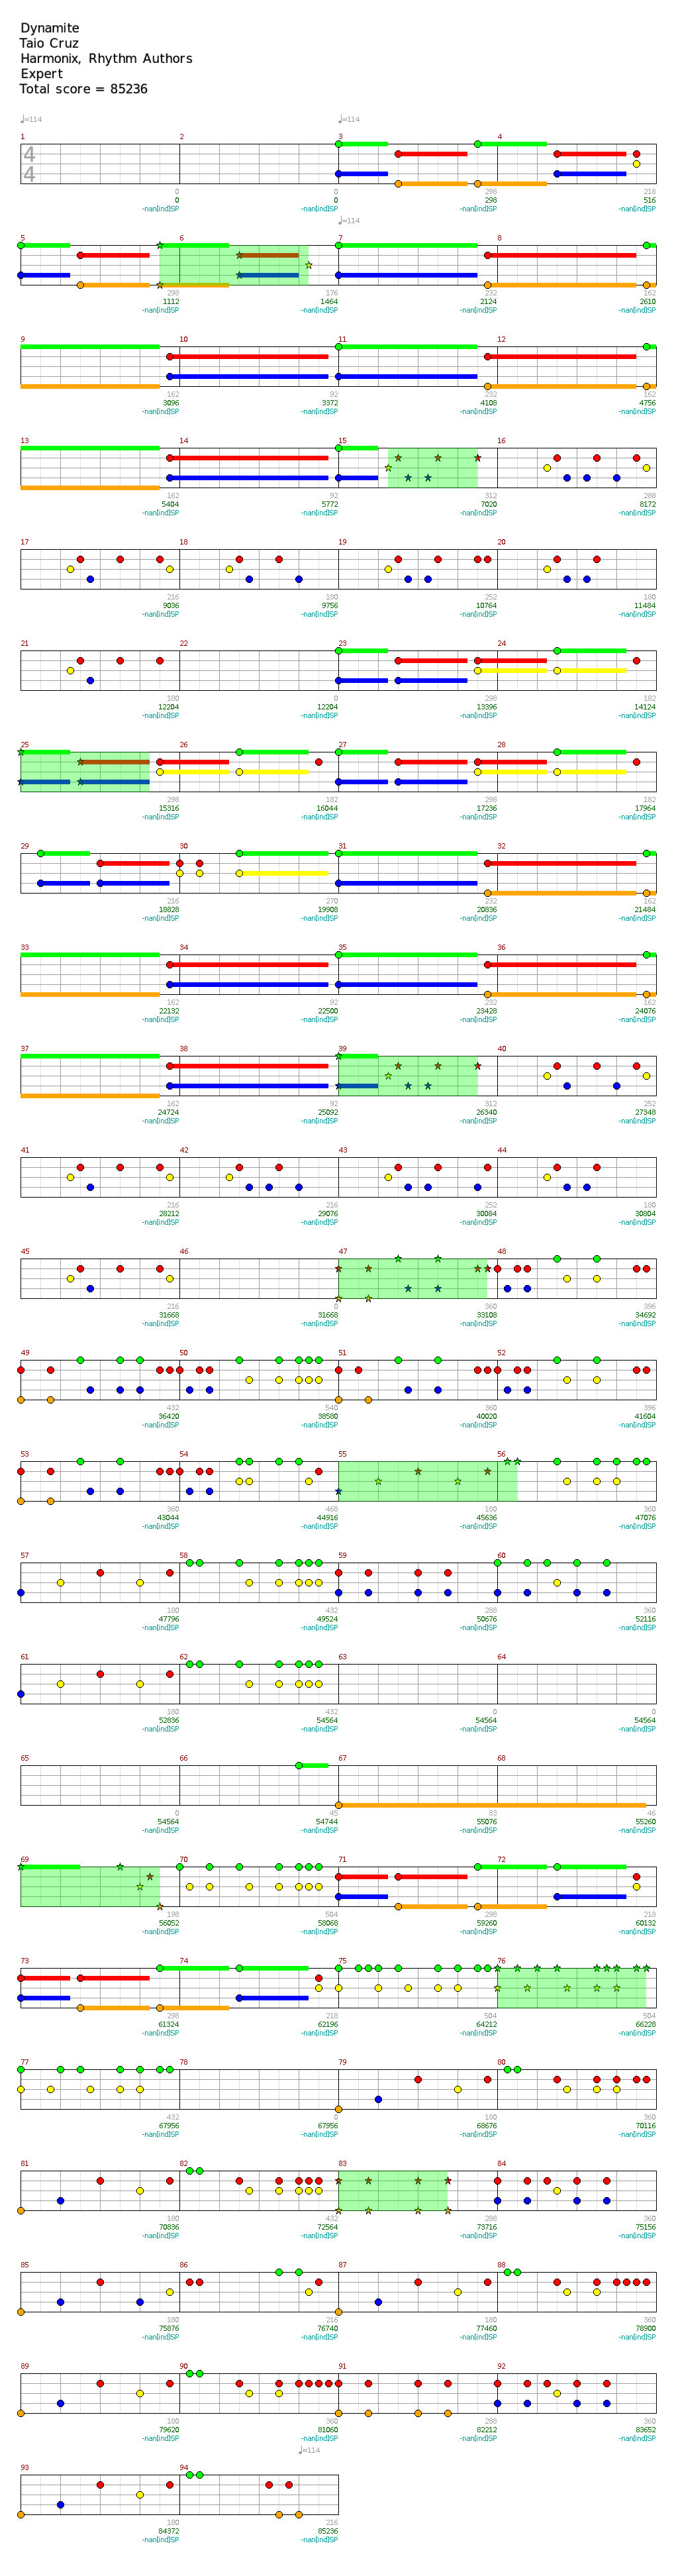 Dynamite
Taio Cruz
Harmonix, Rhythm Authors
Expert
Total score = 85236
♩=114 ♩=114
1 2 3 4
4
4
0 0 298 218
0 0 298 516
-nan(ind)SP -nan(ind)SP -nan(ind)SP -nan(ind)SP
♩=114
5 6 7 8
298 176 232 162
1112 1464 2124 2610
-nan(ind)SP -nan(ind)SP -nan(ind)SP -nan(ind)SP
9 10 11 12
162 92 232 162
3096 3372 4108 4756
-nan(ind)SP -nan(ind)SP -nan(ind)SP -nan(ind)SP
13 14 15 16
162 92 312 288
5404 5772 7020 8172
-nan(ind)SP -nan(ind)SP -nan(ind)SP -nan(ind)SP
17 18 19 20
216 180 252 180
9036 9756 10764 11484
-nan(ind)SP -nan(ind)SP -nan(ind)SP -nan(ind)SP
21 22 23 24
180 0 298 182
12204 12204 13396 14124
-nan(ind)SP -nan(ind)SP -nan(ind)SP -nan(ind)SP
25 26 27 28
298 182 298 182
15316 16044 17236 17964
-nan(ind)SP -nan(ind)SP -nan(ind)SP -nan(ind)SP
29 30 31 32
216 270 232 162
18828 19908 20836 21484
-nan(ind)SP -nan(ind)SP -nan(ind)SP -nan(ind)SP
33 34 35 36
162 92 232 162
22132 22500 23428 24076
-nan(ind)SP -nan(ind)SP -nan(ind)SP -nan(ind)SP
37 38 39 40
162 92 312 252
24724 25092 26340 27348
-nan(ind)SP -nan(ind)SP -nan(ind)SP -nan(ind)SP
41 42 43 44
216 216 252 180
28212 29076 30084 30804
-nan(ind)SP -nan(ind)SP -nan(ind)SP -nan(ind)SP
45 46 47 48
216 0 360 396
31668 31668 33108 34692
-nan(ind)SP -nan(ind)SP -nan(ind)SP -nan(ind)SP
49 50 51 52
432 540 360 396
36420 38580 40020 41604
-nan(ind)SP -nan(ind)SP -nan(ind)SP -nan(ind)SP
53 54 55 56
360 468 180 360
43044 44916 45636 47076
-nan(ind)SP -nan(ind)SP -nan(ind)SP -nan(ind)SP
57 58 59 60
180 432 288 360
47796 49524 50676 52116
-nan(ind)SP -nan(ind)SP -nan(ind)SP -nan(ind)SP
61 62 63 64
180 432 0 0
52836 54564 54564 54564
-nan(ind)SP -nan(ind)SP -nan(ind)SP -nan(ind)SP
65 66 67 68
0 45 83 46
54564 54744 55076 55260
-nan(ind)SP -nan(ind)SP -nan(ind)SP -nan(ind)SP
69 70 71 72
198 504 298 218
56052 58068 59260 60132
-nan(ind)SP -nan(ind)SP -nan(ind)SP -nan(ind)SP
73 74 75 76
298 218 504 504
61324 62196 64212 66228
-nan(ind)SP -nan(ind)SP -nan(ind)SP -nan(ind)SP
77 78 79 80
432 0 180 360
67956 67956 68676 70116
-nan(ind)SP -nan(ind)SP -nan(ind)SP -nan(ind)SP
81 82 83 84
180 432 288 360
70836 72564 73716 75156
-nan(ind)SP -nan(ind)SP -nan(ind)SP -nan(ind)SP
85 86 87 88
180 216 180 360
75876 76740 77460 78900
-nan(ind)SP -nan(ind)SP -nan(ind)SP -nan(ind)SP
89 90 91 92
180 360 288 360
79620 81060 82212 83652
-nan(ind)SP -nan(ind)SP -nan(ind)SP -nan(ind)SP
♩=114
93 94
180 216
84372 85236
-nan(ind)SP -nan(ind)SP